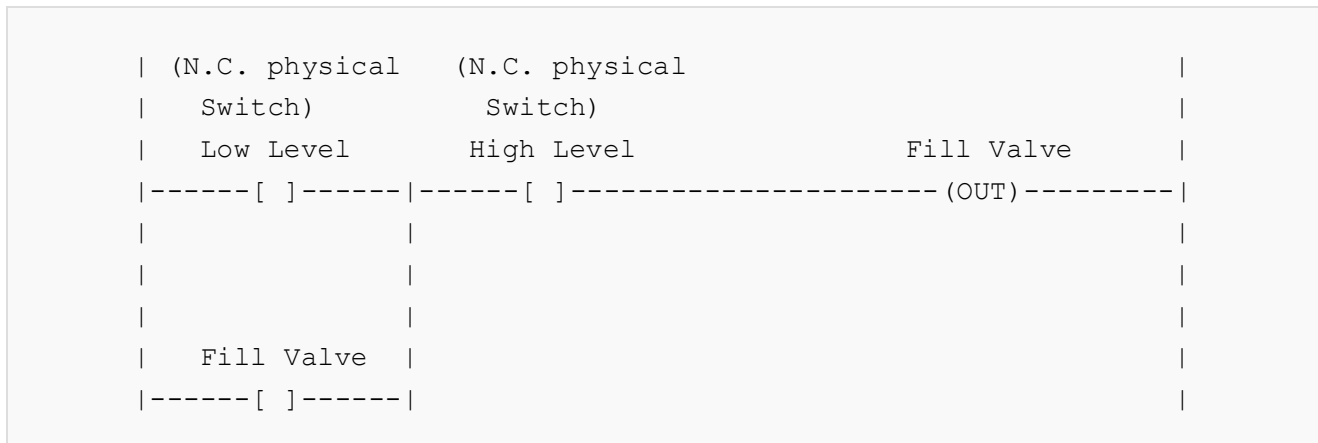 | (N.C. physical   (N.C. physical                             |
|   Switch)          Switch)                                  |
|   Low Level       High Level                Fill Valve      |
|------[ ]------|------[ ]----------------------(OUT)---------|
|               |                                             |
|               |                                             |
|               |                                             |
|   Fill Valve  |                                             |
|------[ ]------|                                             |